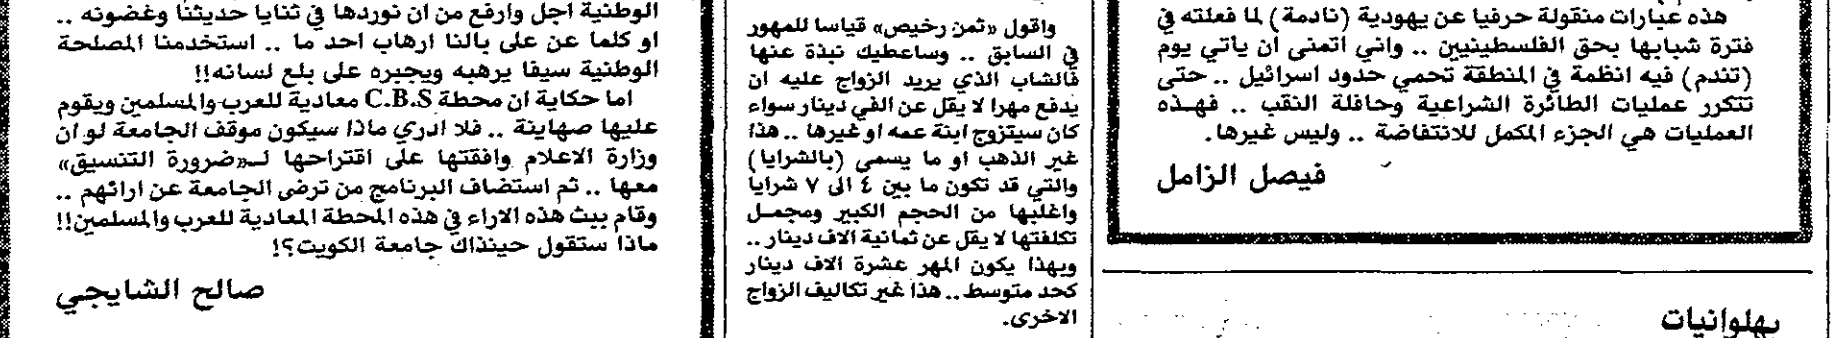 هذه عبارات منقولة حرفيا عن يهودية (نادمة) لما فعلته في
فترة شبابها بحق الفلسطينيين .. واني اتمنى ان ياتي يوم
(تندم) فيه انظمة في المنطقة تحمي حدود اسرائيل .. حتى
تتكرر عمليات الطائرة الشراعية وحافلة النقب .. فهذه
العمليات هي الجزء المكمل للانتفاضة .. وليس غيرها.
فيصل الزامل
بهلوانيات
واقول «ثمن رخيص» قياسا للمهور
في السابق .. وساعطيك نبذة عنها
فالشاب الذي يريد الزواج عليه ان
يدفع مهرا لا يقل عن الفي دينار سواء
كان سيتزوج ابنة عمه او غيرها .. هذا
غير الذهب او ما يسمى (بالشرايا)
والتي قد تكون ما بين ٤ الى ٧ شرايا
واغلبها من الحجم الكبير ومجمل
تكلفتها لا يقل عن ثمانية الاف دينار ..
وبهذا يكون المهر عشرة الاف دينار
كحد متوسط .. هذا غير تكاليف الزواج
الاخرى.
الوطنية اجل وارفع من ان نوردها في ثنايا حديثنا وغضونه ..
او كلما عن على بالنا ارهاب احد ما .. استخدمنا المصلحة
الوطنية سيفا يرهبه ويجبره على بلع لسانه!!
اما حكاية ان محطة C.B.S معادية للعرب والمسلمين ويقوم
عليها صهاينة .. فلا ادري ماذا سيكون موقف الجامعة لو ان
وزارة الاعلام وافقتها على اقتراحها لـ«ضرورة التنسيق»
معها .. ثم استضاف البرنامج من ترضى الجامعة عن ارائهم ..
وقام ببث هذه الاراء في هذه المحطة المعادية للعرب والمسلمين!!
ماذا ستقول حينذاك جامعة الكويت؟!
صالح الشايجي